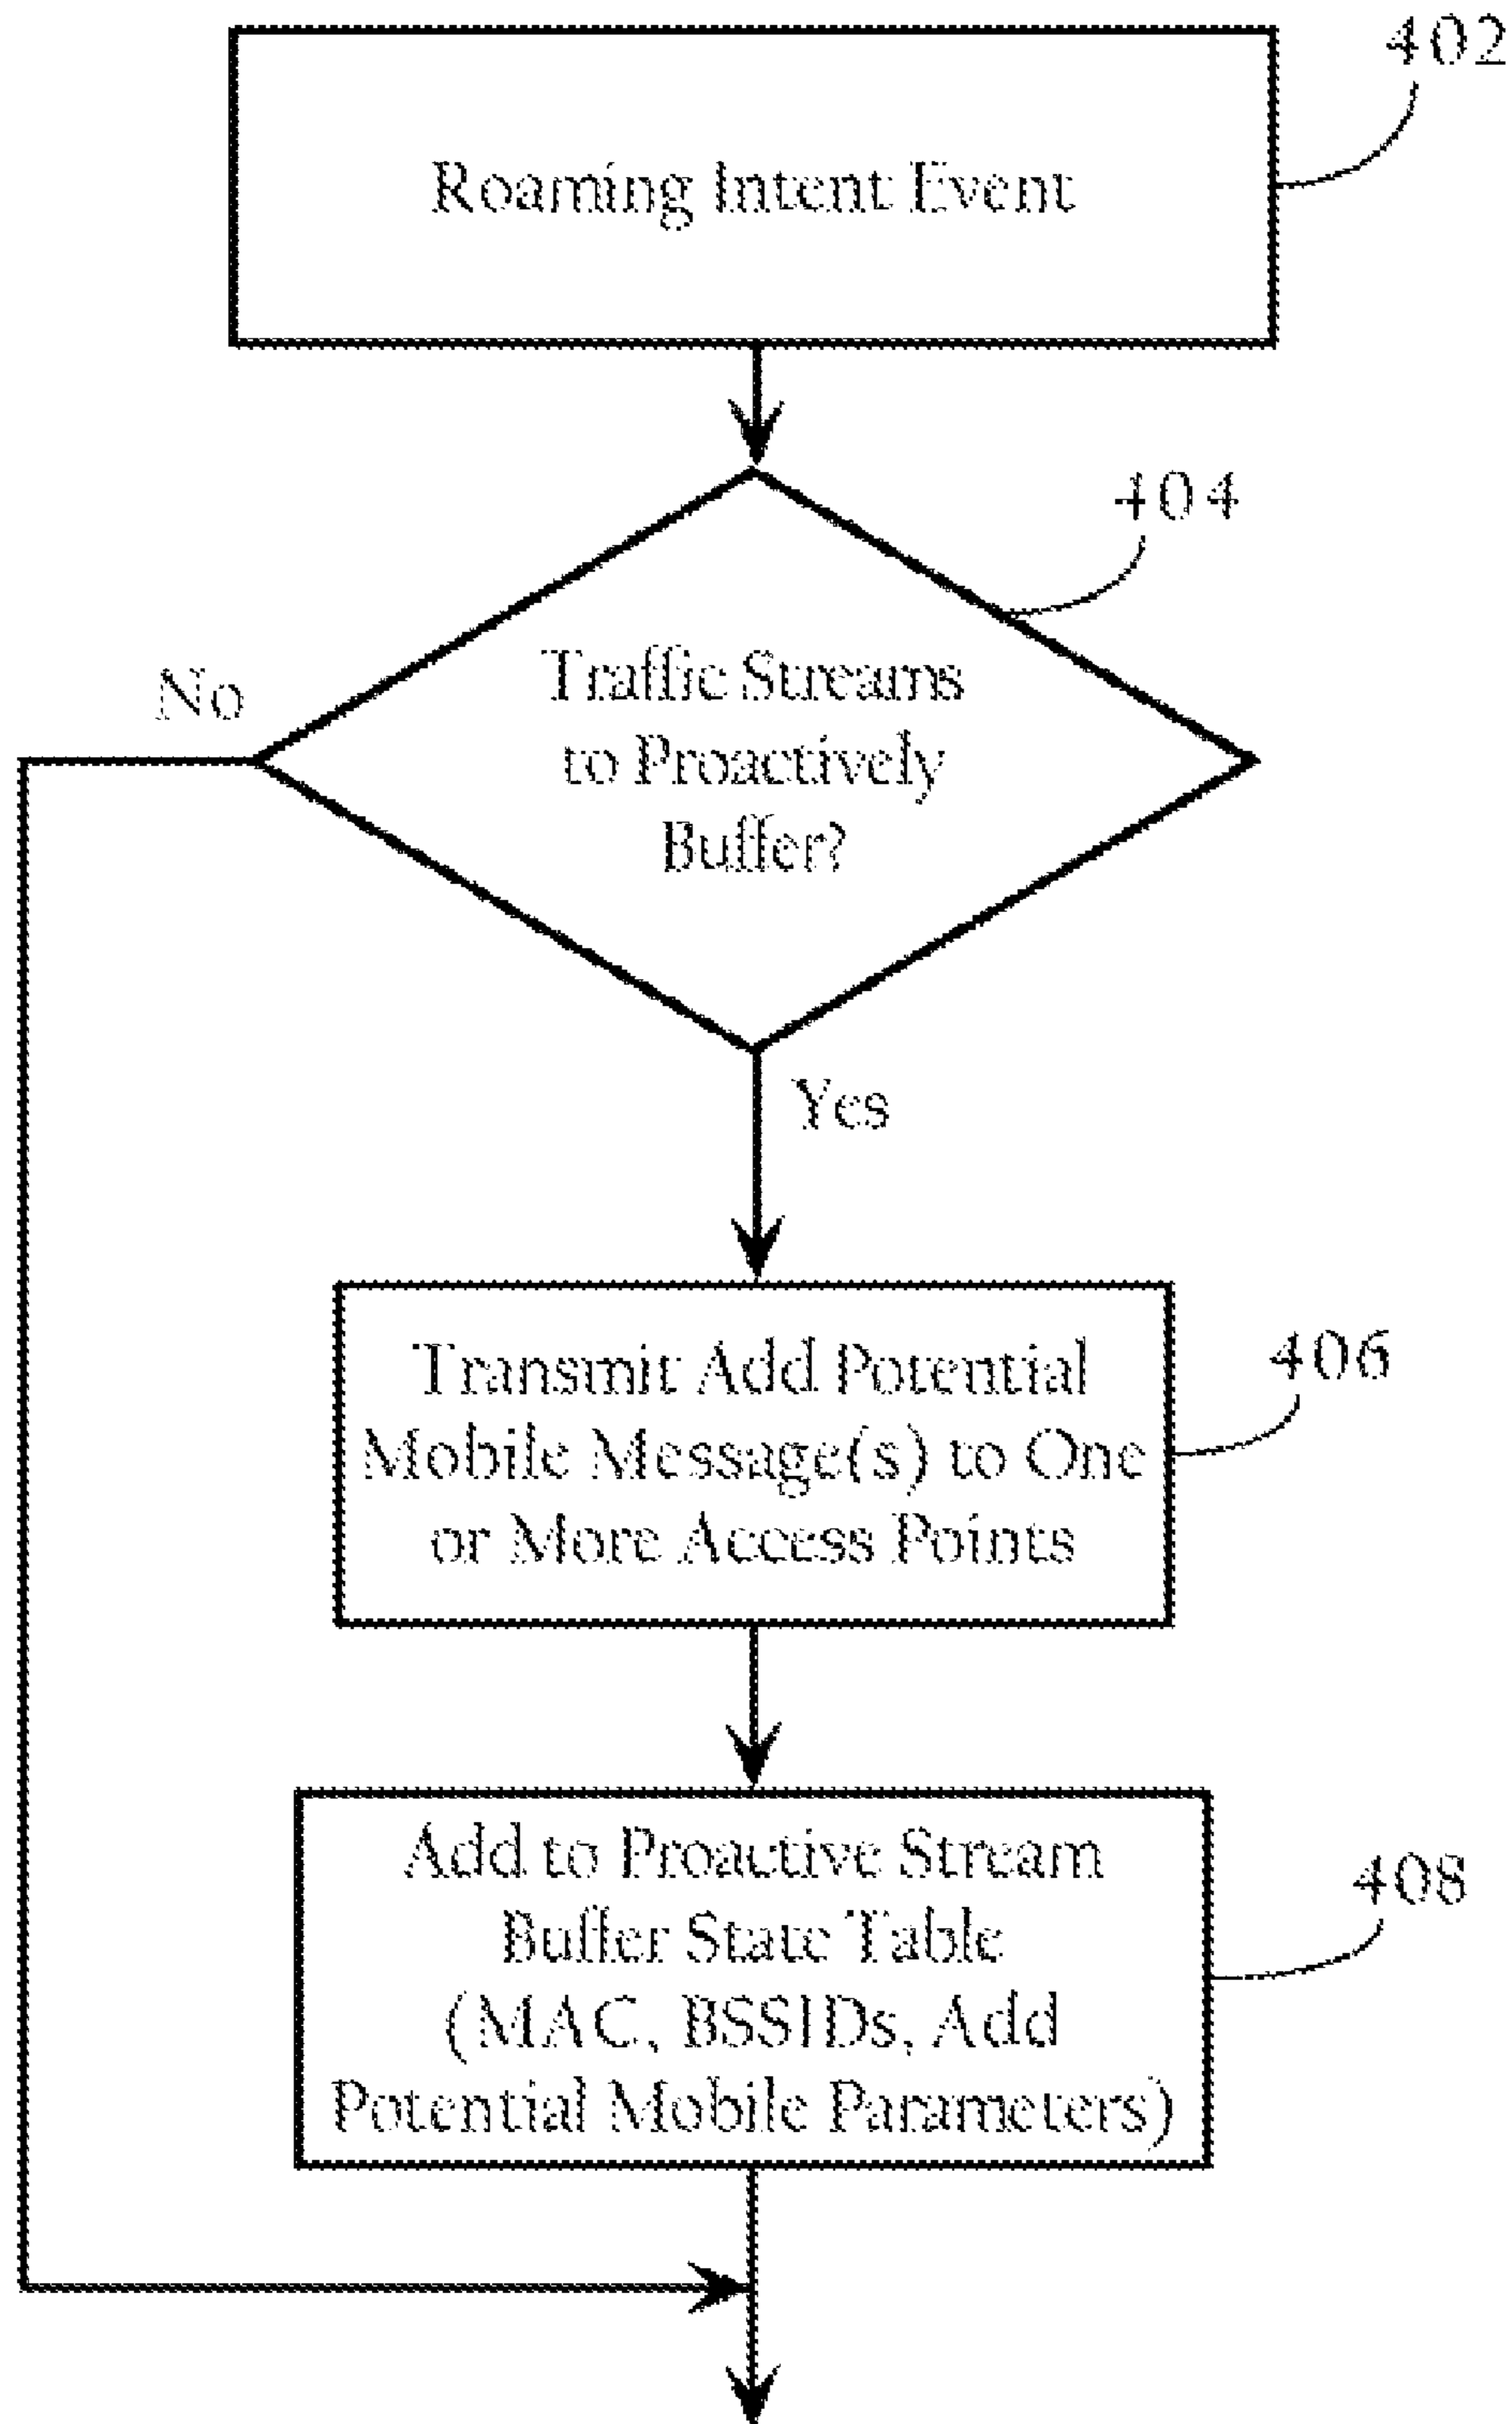 402
Roaming Intent Event
404
No
Traffic Streams
to Proactively
Buffer?
Yes
Transmit Add Potential
Mobile Message(s) to One
or More Access Points
406
Add to Proactive Stream
Buffer State Table
(MAC, BSSIDs, Add
Potential Mobile Parameters)
408